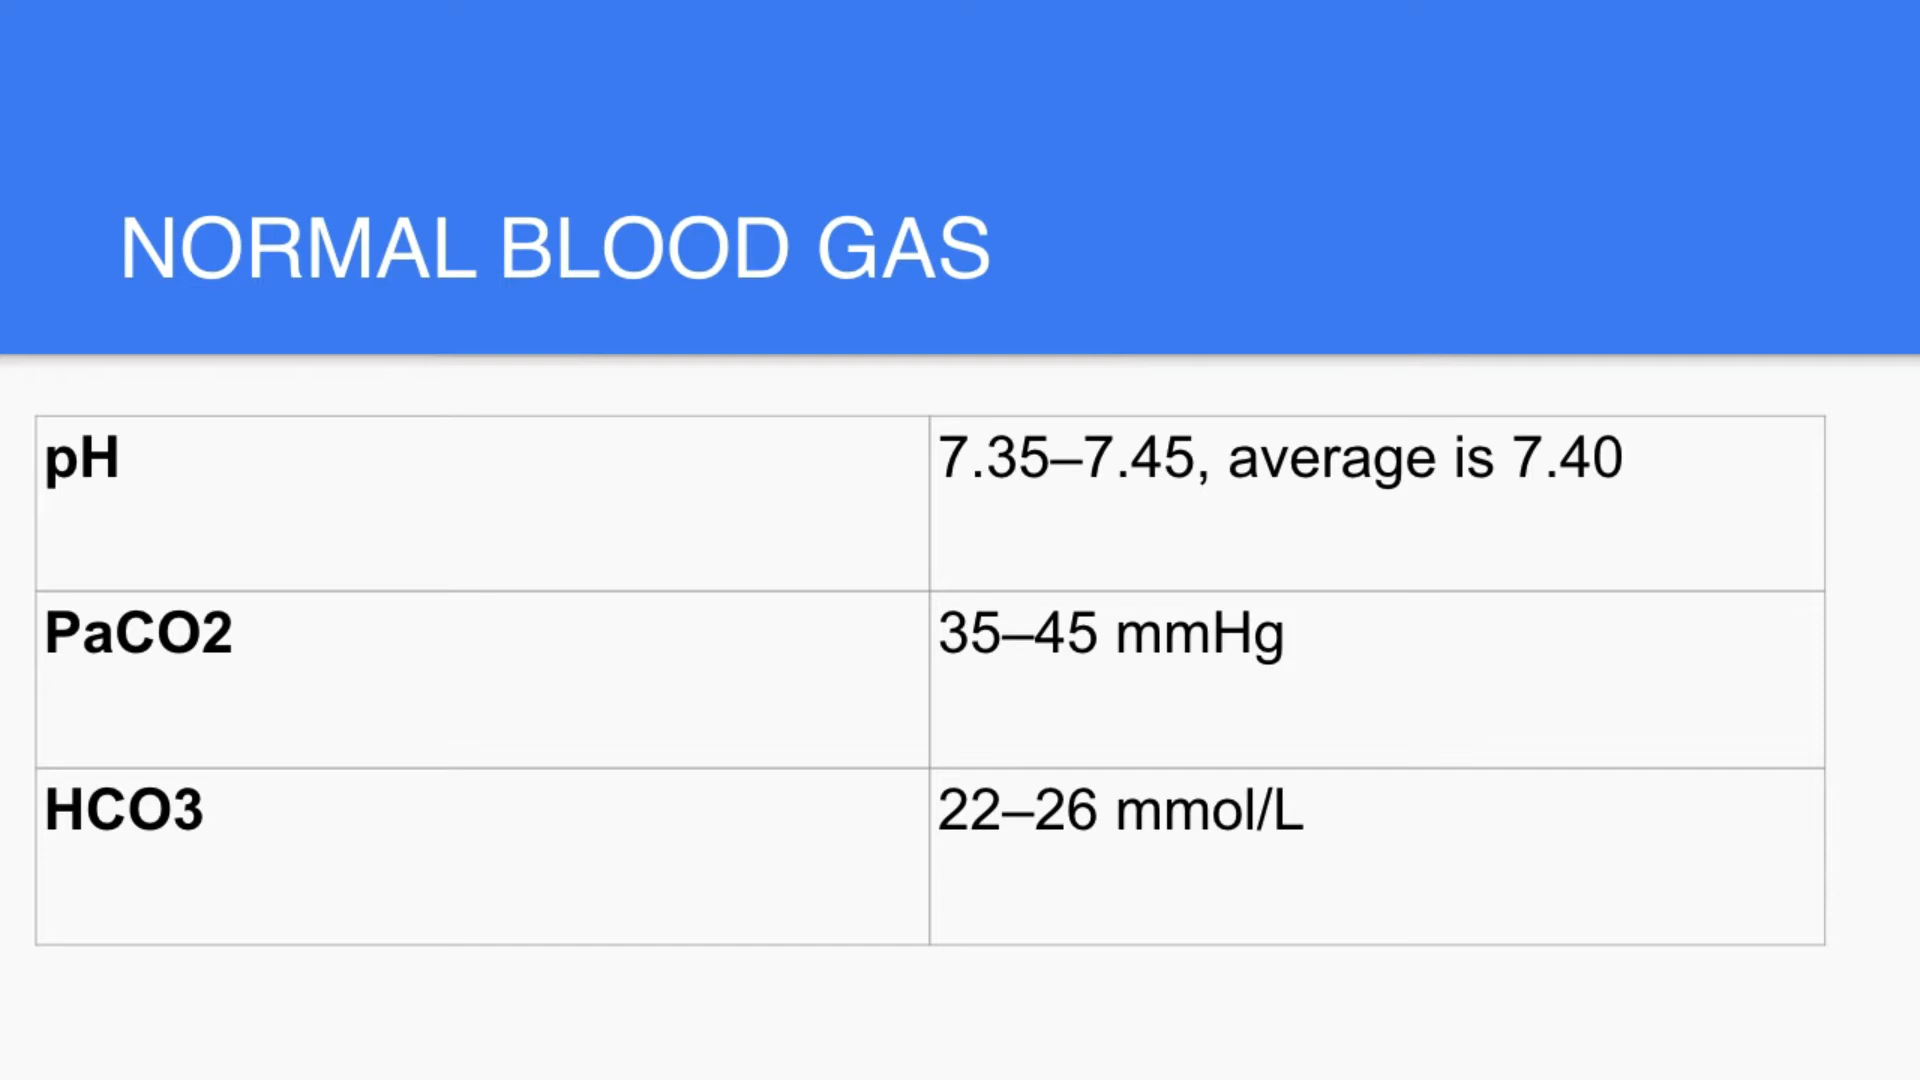 NORMAL BLOOD GAS
pH
7.35–7.45, average is 7.40
PaCO2
35–45 mmHg
HCO3
22–26 mmol/L